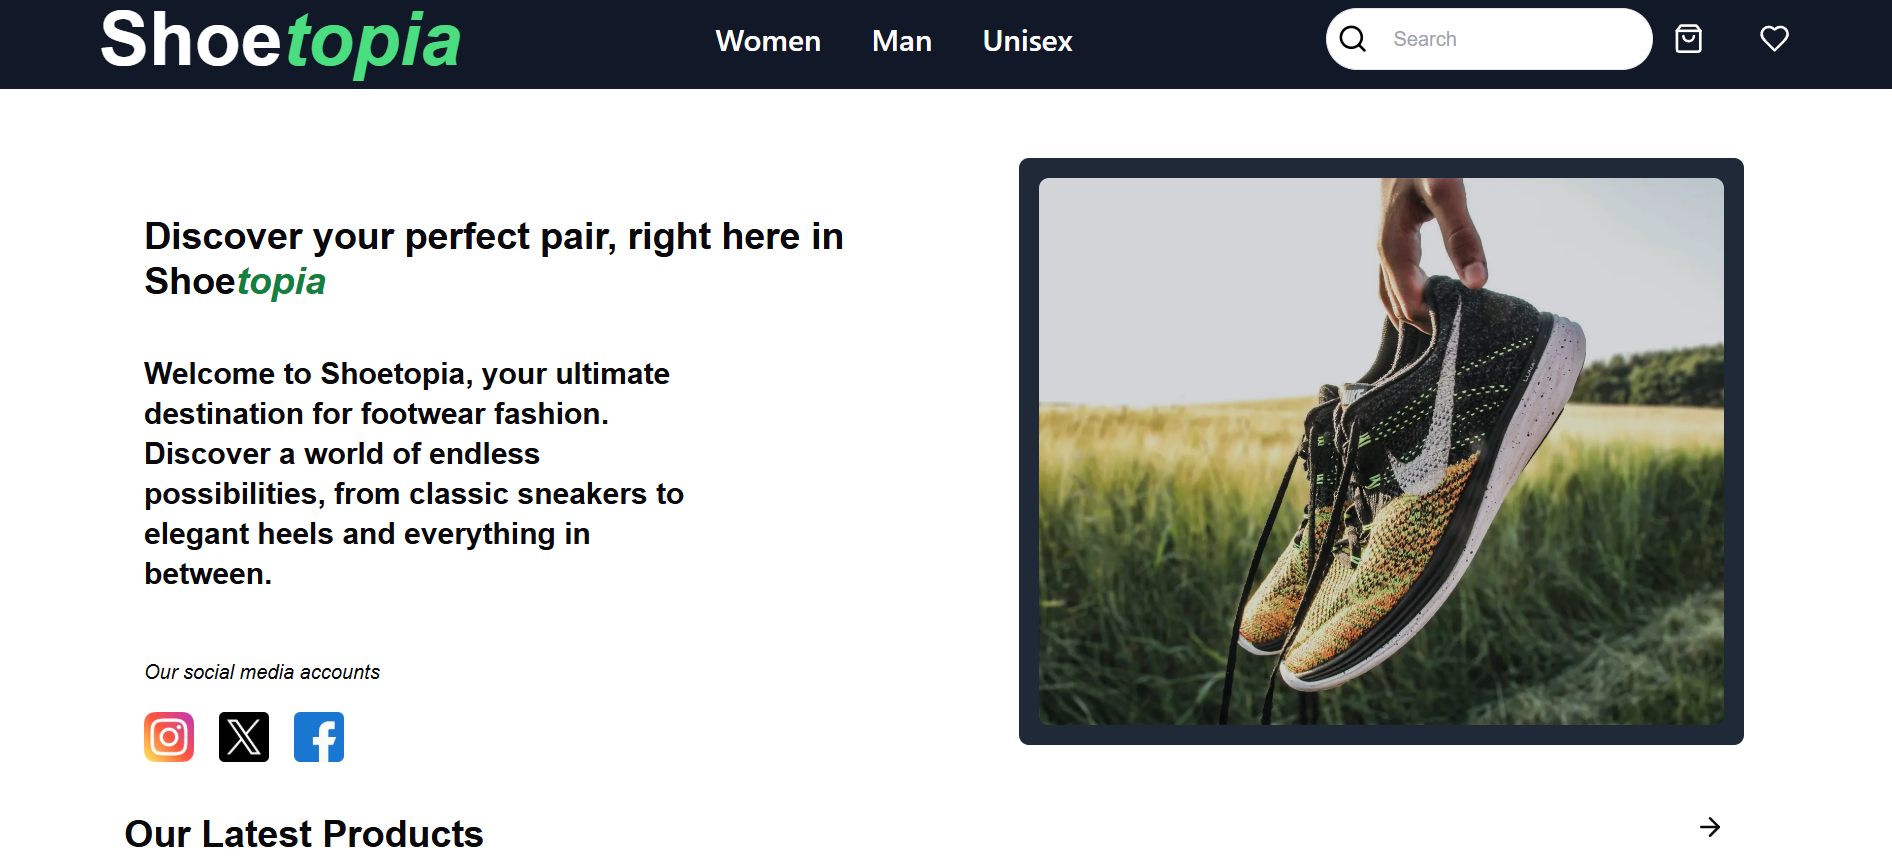 Shoetopia
Women
Man
Unisex
Search
Discover your perfect pair, right here in
Shoetopia
Welcome to Shoetopia, your ultimate
destination for footwear fashion.
Discover a world of endless
possibilities, from classic sneakers to
elegant heels and everything in
between.
Our social media accounts
Our Latest Products